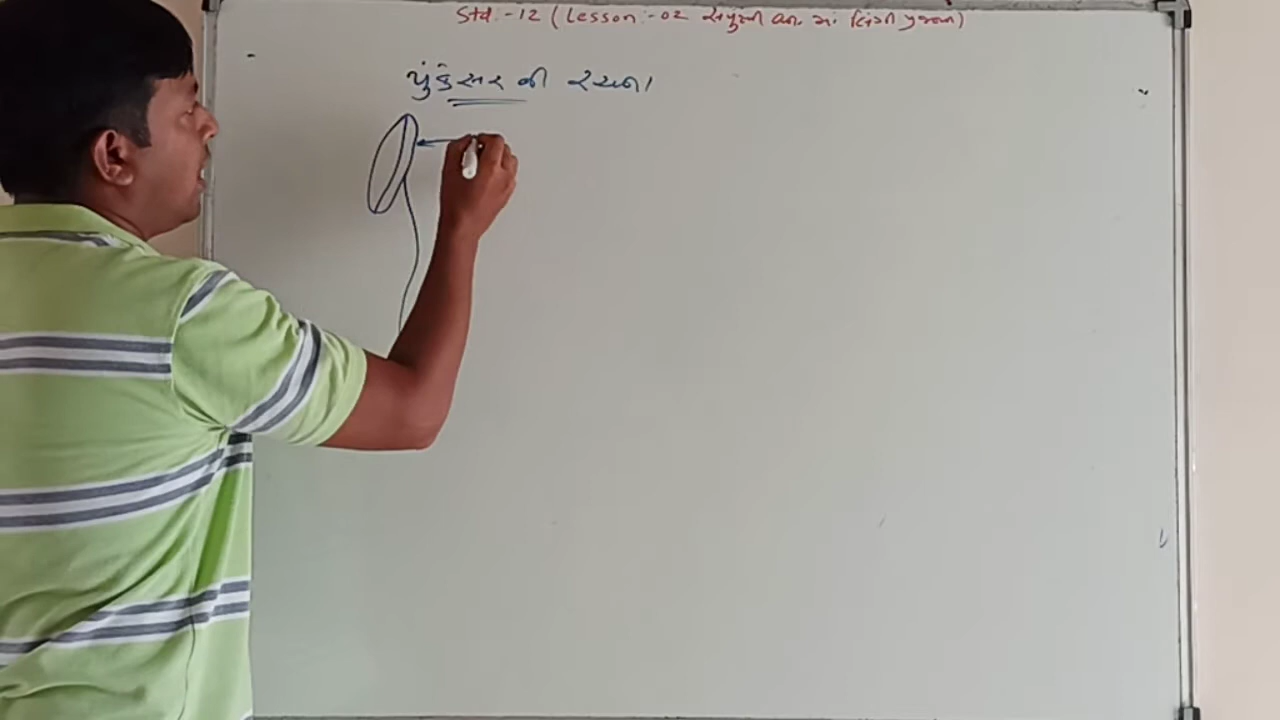 Std.-12 (Lesson:-02 સપુષ્પી વન. માં લિંગી પ્રજનન)
પુંકેસર ની રચના